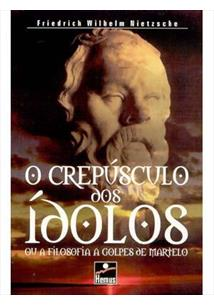 Friedrich Wilhelm Nietzsche
O CREPÚSCULO
DOS
ÍDOLOS
OU A FILOSOFIA A GOLPES DE MARTELO
Hemus